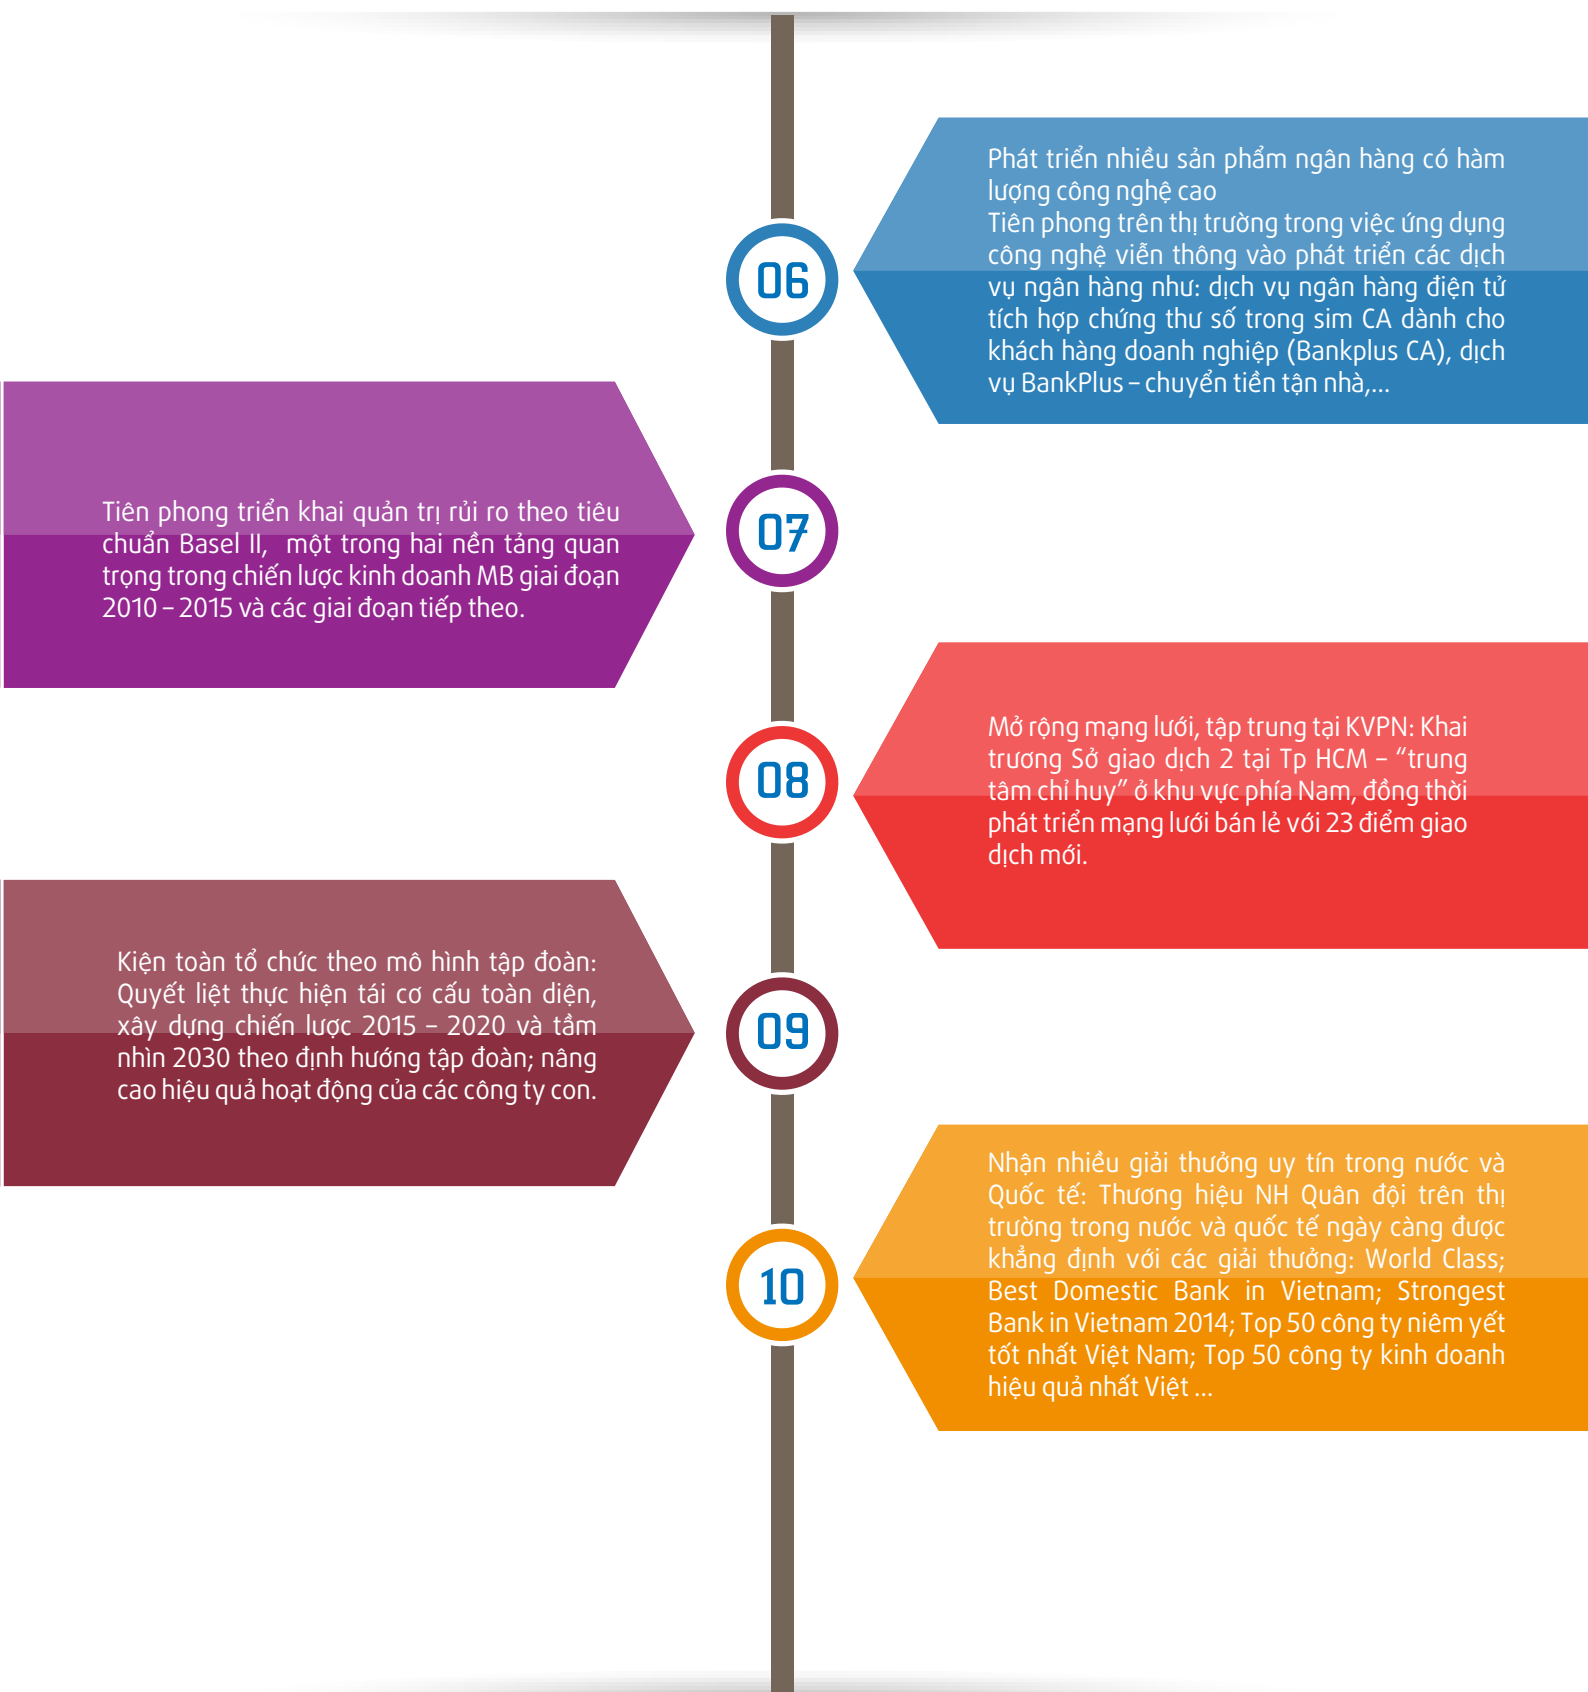 06
Phát triển nhiều sản phẩm ngân hàng có hàm
lượng công nghệ cao
Tiên phong trên thị trường trong việc ứng dụng
công nghệ viễn thông vào phát triển các dịch
vụ ngân hàng như: dịch vụ ngân hàng điện tử
tích hợp chứng thư số trong sim CA dành cho
khách hàng doanh nghiệp (Bankplus CA), dịch
vụ BankPlus – chuyển tiền tận nhà,...
07
Tiên phong triển khai quản trị rủi ro theo tiêu
chuẩn Basel II, một trong hai nền tảng quan
trọng trong chiến lược kinh doanh MB giai đoạn
2010 – 2015 và các giai đoạn tiếp theo.
08
Mở rộng mạng lưới, tập trung tại KVPN: Khai
trương Sở giao dịch 2 tại Tp HCM – “trung
tâm chỉ huy” ở khu vực phía Nam, đồng thời
phát triển mạng lưới bán lẻ với 23 điểm giao
dịch mới.
09
Kiện toàn tổ chức theo mô hình tập đoàn:
Quyết liệt thực hiện tái cơ cấu toàn diện,
xây dựng chiến lược 2015 – 2020 và tầm
nhìn 2030 theo định hướng tập đoàn; nâng
cao hiệu quả hoạt động của các công ty con.
10
Nhận nhiều giải thưởng uy tín trong nước và
Quốc tế: Thương hiệu NH Quân đội trên thị
trường trong nước và quốc tế ngày càng được
khẳng định với các giải thưởng: World Class;
Best Domestic Bank in Vietnam; Strongest
Bank in Vietnam 2014; Top 50 công ty niêm yết
tốt nhất Việt Nam; Top 50 công ty kinh doanh
hiệu quả nhất Việt ...